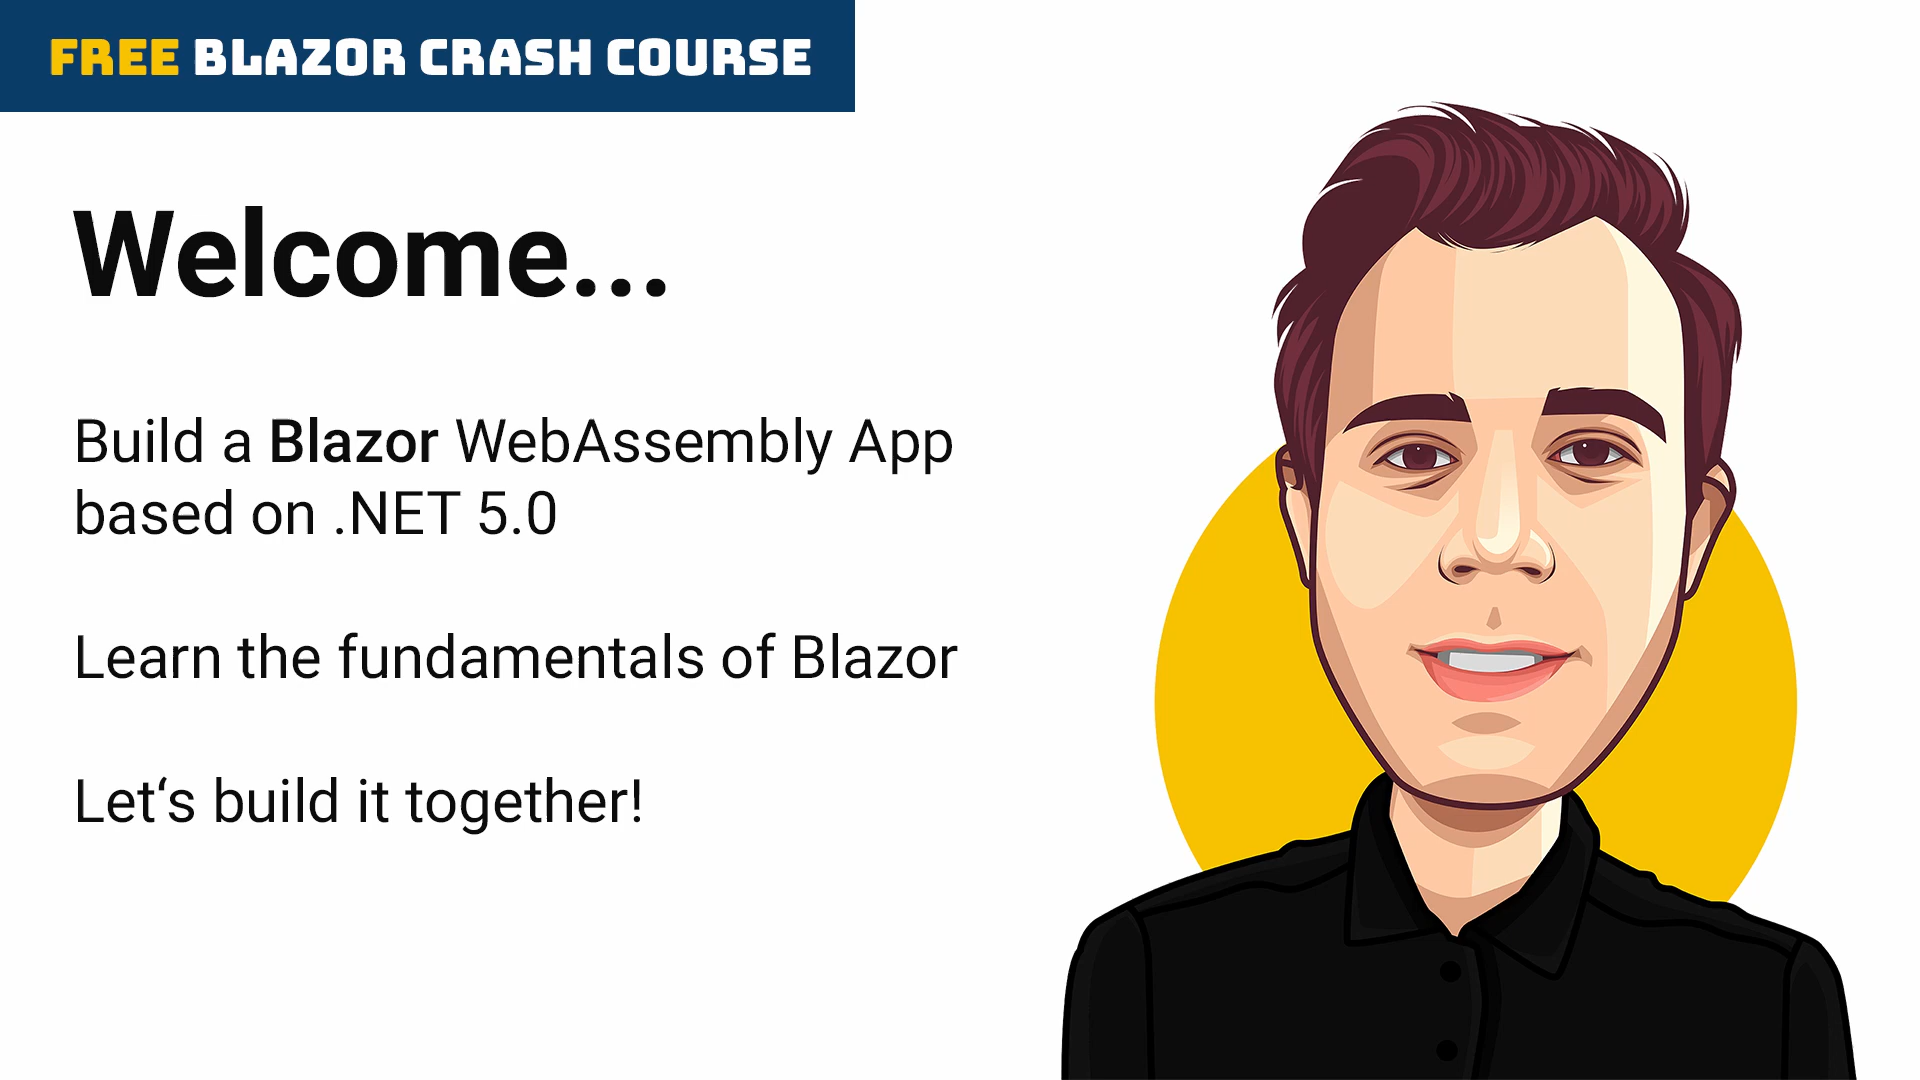 FREE BLAZOR CRASH COURSE
Welcome...
Build a Blazor WebAssembly App
based on .NET 5.0
Learn the fundamentals of Blazor
Let‘s build it together!